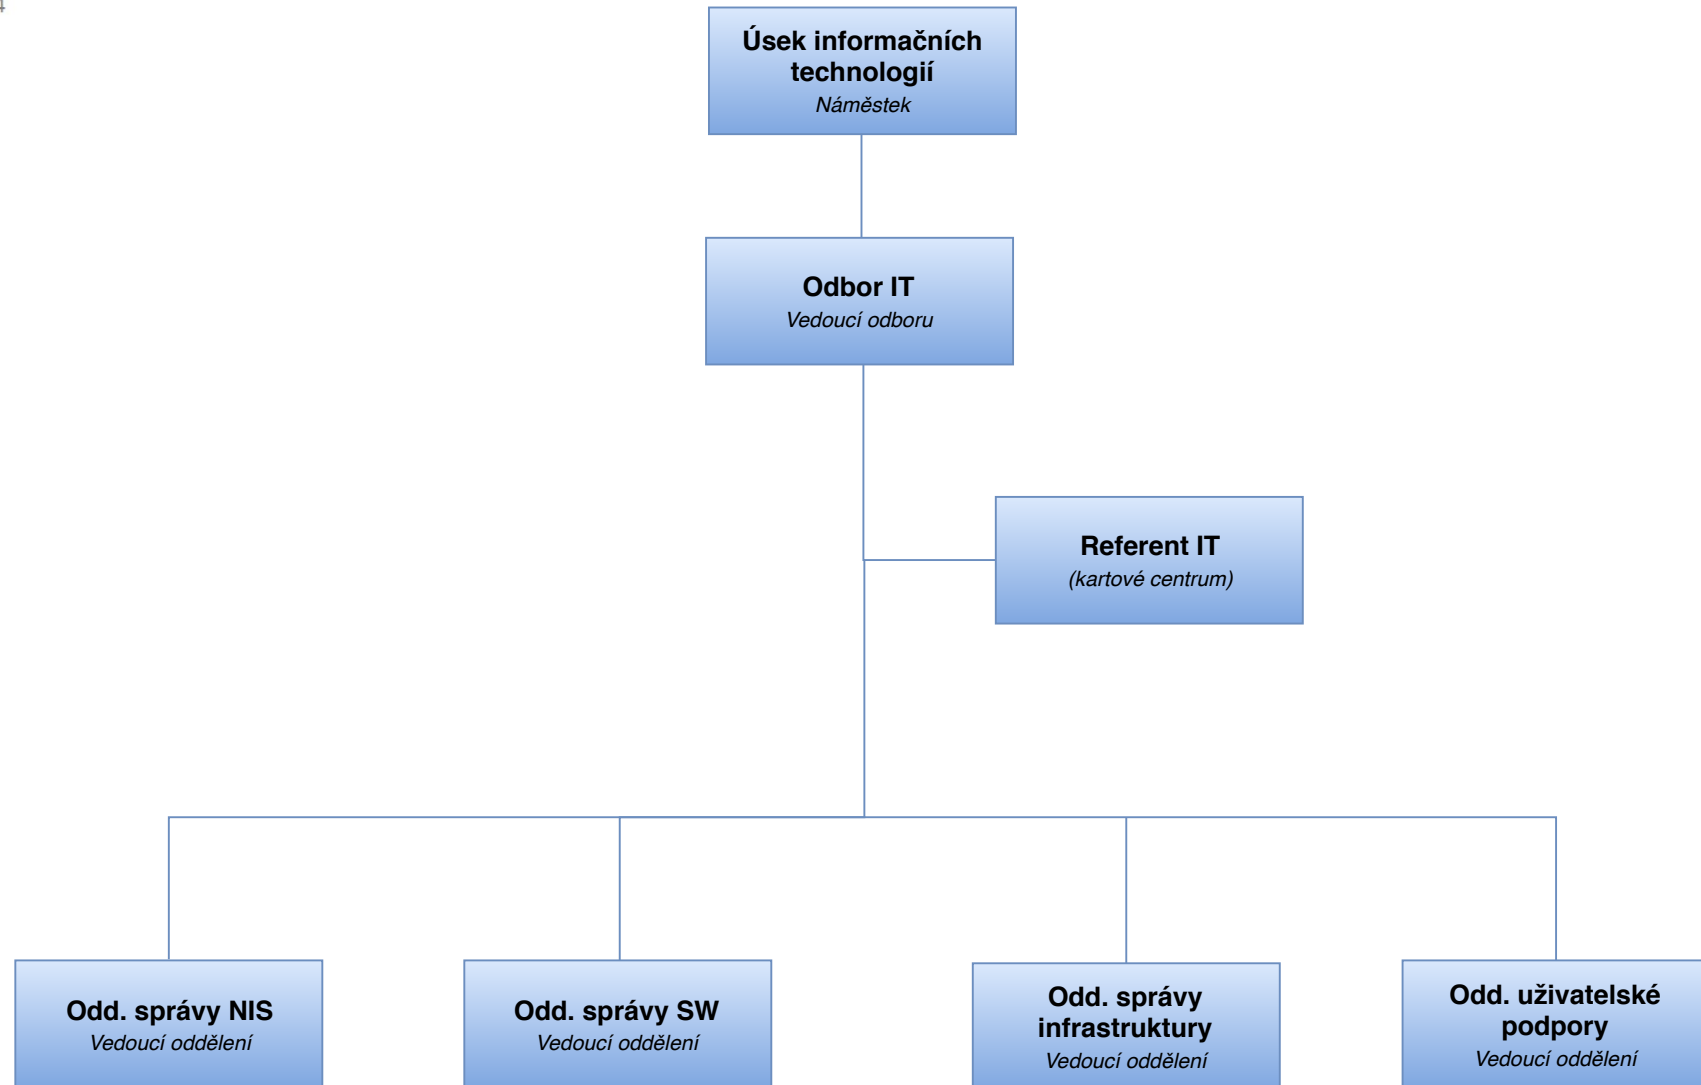 Úsek informačních
technologií
Náměstek
Odbor IT
Vedoucí odboru
Referent IT
(kartové centrum)
Odd. správy NIS
Vedoucí oddělení
Odd. správy SW
Vedoucí oddělení
Odd. správy
infrastruktury
Vedoucí oddělení
Odd. uživatelské
podpory
Vedoucí oddělení